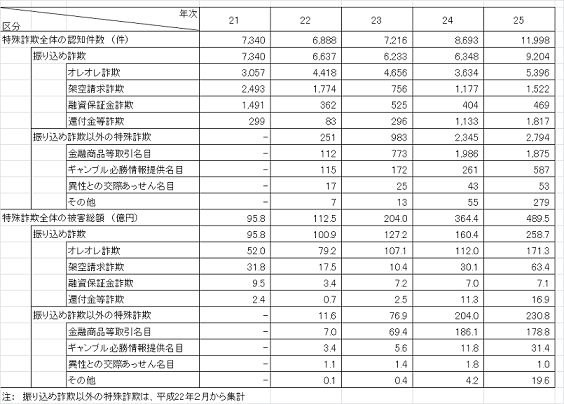 年次
区分 21 22 23 24 25
特殊詐欺全体の認知件数（件） 7,340 6,888 7,216 8,693 11,998
振り込め詐欺 7,340 6,637 6,233 6,348 9,204
オレオレ詐欺 3,057 4,418 4,656 3,634 5,396
架空請求詐欺 2,493 1,774 756 1,177 1,522
融資保証金詐欺 1,491 362 525 404 469
還付金等詐欺 299 83 296 1,133 1,817
振り込め詐欺以外の特殊詐欺 － 251 983 2,345 2,794
金融商品等取引名目 － 112 773 1,986 1,875
ギャンブル必勝情報提供名目 － 115 172 261 587
異性との交際あっせん名目 － 17 25 43 53
その他 － 7 13 55 279
特殊詐欺全体の被害総額（億円） 95.8 112.5 204.0 364.4 489.5
振り込め詐欺 95.8 100.9 127.2 160.4 258.7
オレオレ詐欺 52.0 79.2 107.1 112.0 171.3
架空請求詐欺 31.8 17.5 10.4 30.1 63.4
融資保証金詐欺 9.5 3.4 7.2 7.0 7.1
還付金等詐欺 2.4 0.7 2.5 11.3 16.9
振り込め詐欺以外の特殊詐欺 － 11.6 76.9 204.0 230.8
金融商品等取引名目 － 7.0 69.4 186.1 178.8
ギャンブル必勝情報提供名目 － 3.4 5.6 11.8 31.4
異性との交際あっせん名目 － 1.1 1.4 1.8 1.0
その他 － 0.1 0.4 4.2 19.6
注： 振り込め詐欺以外の特殊詐欺は、平成22年2月から集計